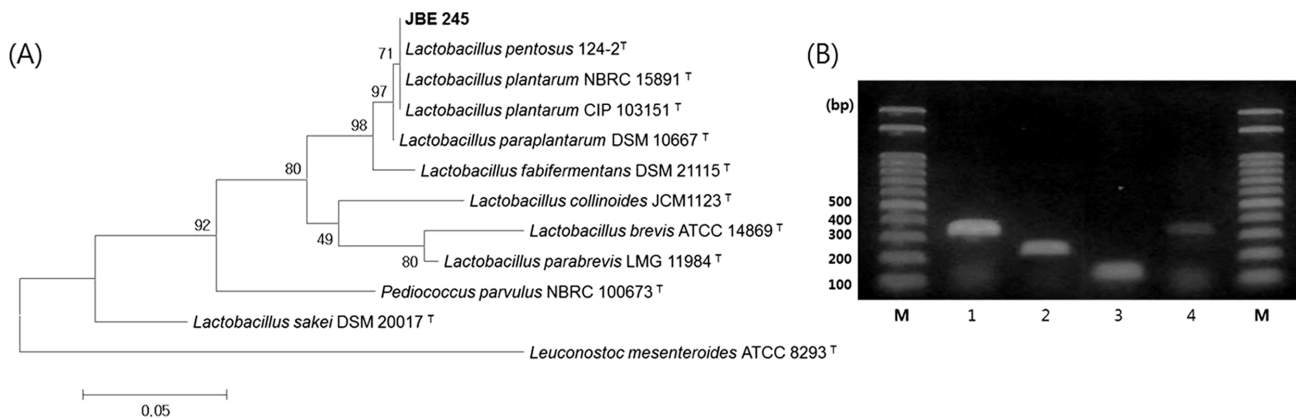 (A)
JBE 245
Lactobacillus pentosus 124-2ᵀ
Lactobacillus plantarum NBRC 15891 ᵀ
Lactobacillus plantarum CIP 103151 ᵀ
Lactobacillus paraplantarum DSM 10667 ᵀ
Lactobacillus fabifermentans DSM 21115 ᵀ
Lactobacillus collinoides JCM1123 ᵀ
Lactobacillus brevis ATCC 14869 ᵀ
Lactobacillus parabrevis LMG 11984 ᵀ
Pediococcus parvulus NBRC 100673 ᵀ
Lactobacillus sakei DSM 20017 ᵀ
Leuconostoc mesenteroides ATCC 8293 ᵀ
71
97
98
80
92
49
80
0.05
(B)
(bp)
500
400
300
200
100
M 1 2 3 4 M